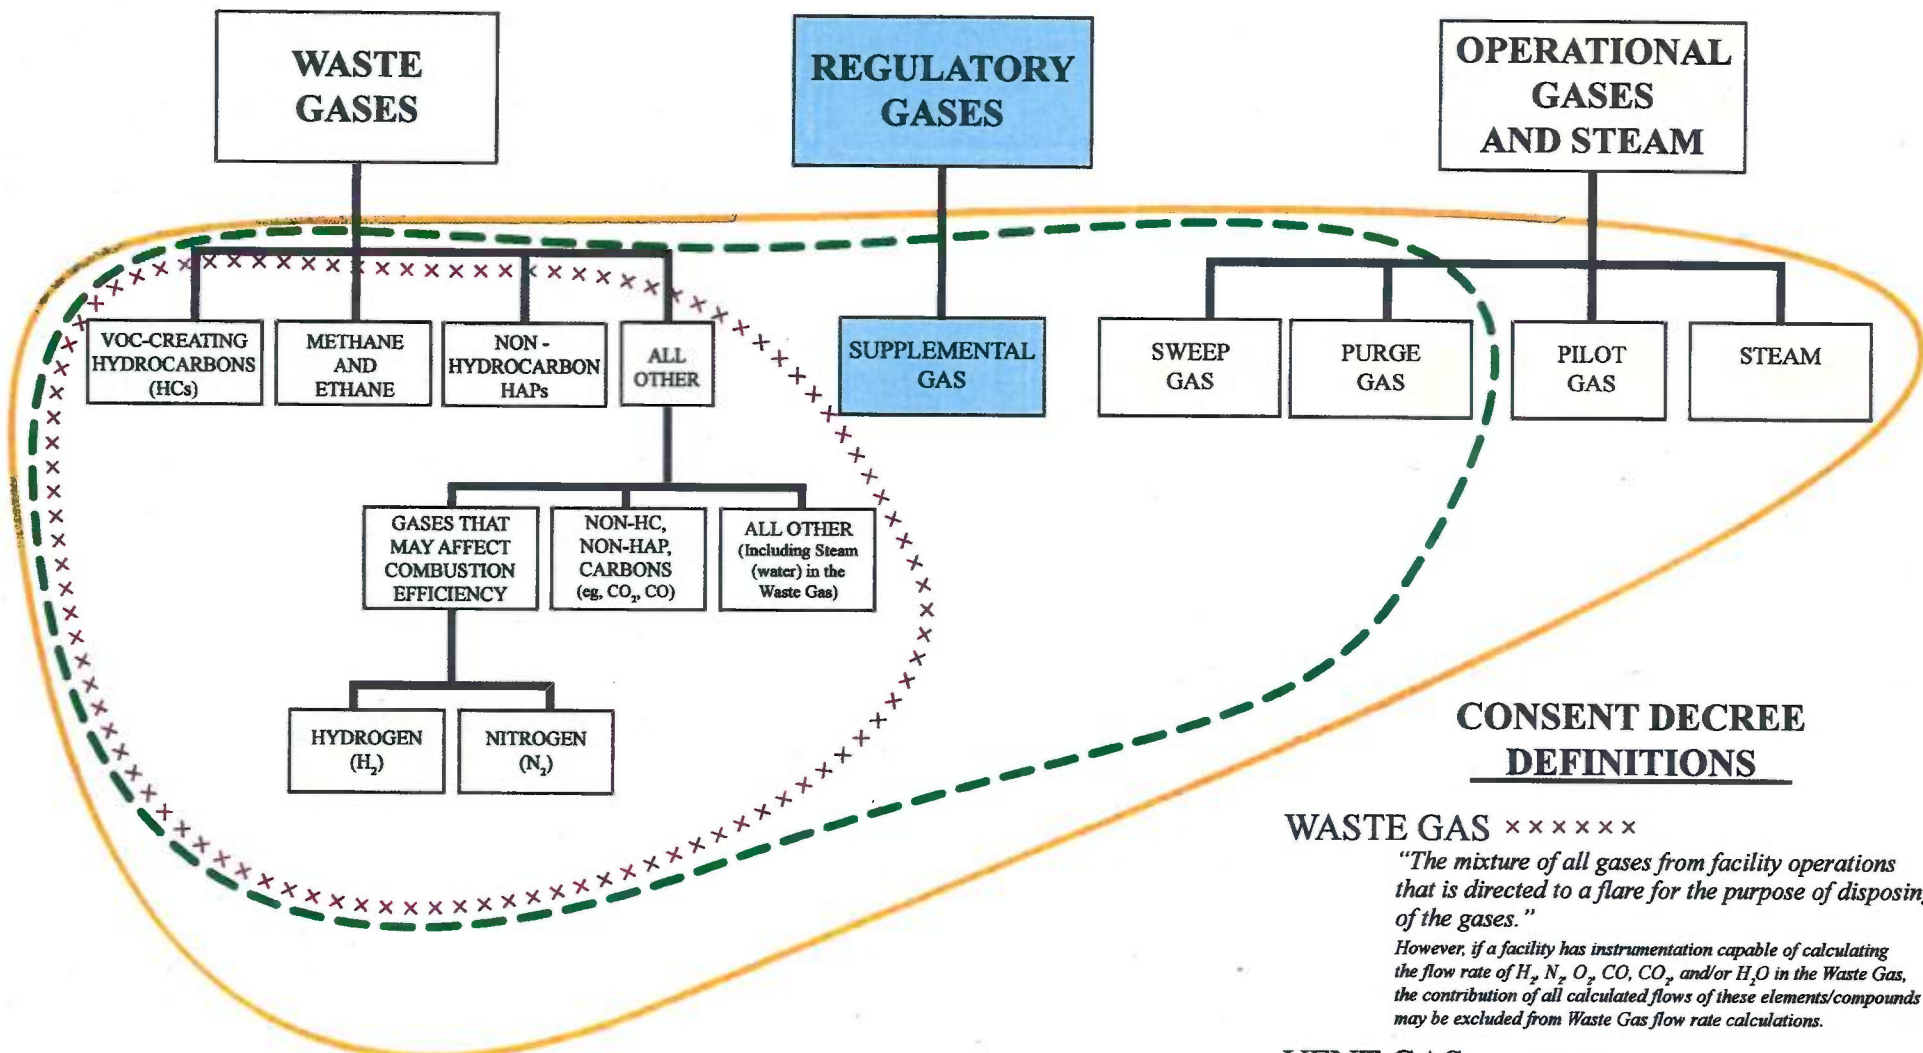 WASTE
GASES
REGULATORY
GASES
OPERATIONAL
GASES
AND STEAM
VOC-CREATING
HYDROCARBONS
(HCs)
METHANE
AND
ETHANE
NON -
HYDROCARBON
HAPs
ALL
OTHER
SUPPLEMENTAL
GAS
SWEEP
GAS
PURGE
GAS
PILOT
GAS
STEAM
GASES THAT
MAY AFFECT
COMBUSTION
EFFICIENCY
NON-HC,
NON-HAP,
CARBONS
(eg, CO₂, CO)
ALL OTHER
(Including Steam
(water) in the
Waste Gas)
HYDROGEN
(H₂)
NITROGEN
(N₂)
CONSENT DECREE
DEFINITIONS
WASTE GAS × × × × × ×
“The mixture of all gases from facility operations
that is directed to a flare for the purpose of disposing
of the gases.”
However, if a facility has instrumentation capable of calculating
the flow rate of H₂, N₂, O₂, CO, CO₂, and/or H₂O in the Waste Gas,
the contribution of all calculated flows of these elements/compounds
may be excluded from Waste Gas flow rate calculations.